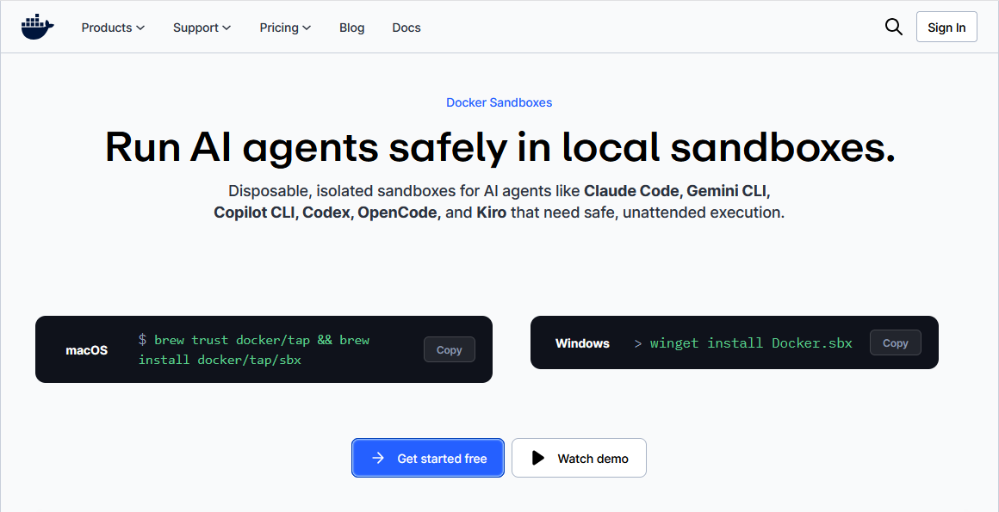 Products
Support
Pricing
Blog
Docs
Sign In
Docker Sandboxes
Run AI agents safely in local sandboxes.
Disposable, isolated sandboxes for AI agents like Claude Code, Gemini CLI,
Copilot CLI, Codex, OpenCode, and Kiro that need safe, unattended execution.
macOS
$ brew trust docker/tap && brew
install docker/tap/sbx
Copy
Windows
> winget install Docker.sbx
Copy
Get started free
Watch demo